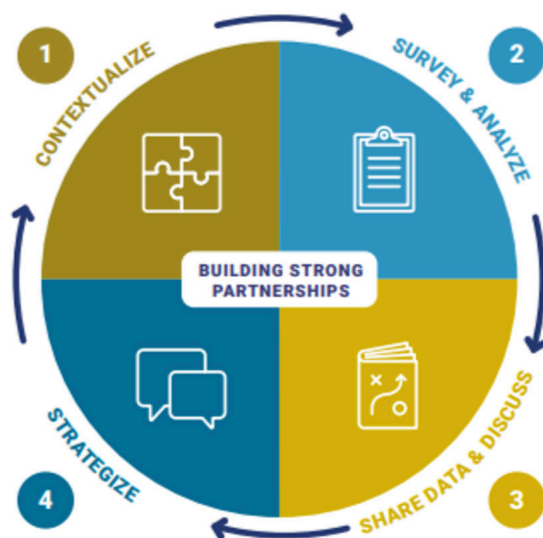 1
CONTEXTUALIZE
2
SURVEY & ANALYZE
BUILDING STRONG
PARTNERSHIPS
3
SHARE DATA & DISCUSS
4
STRATEGIZE